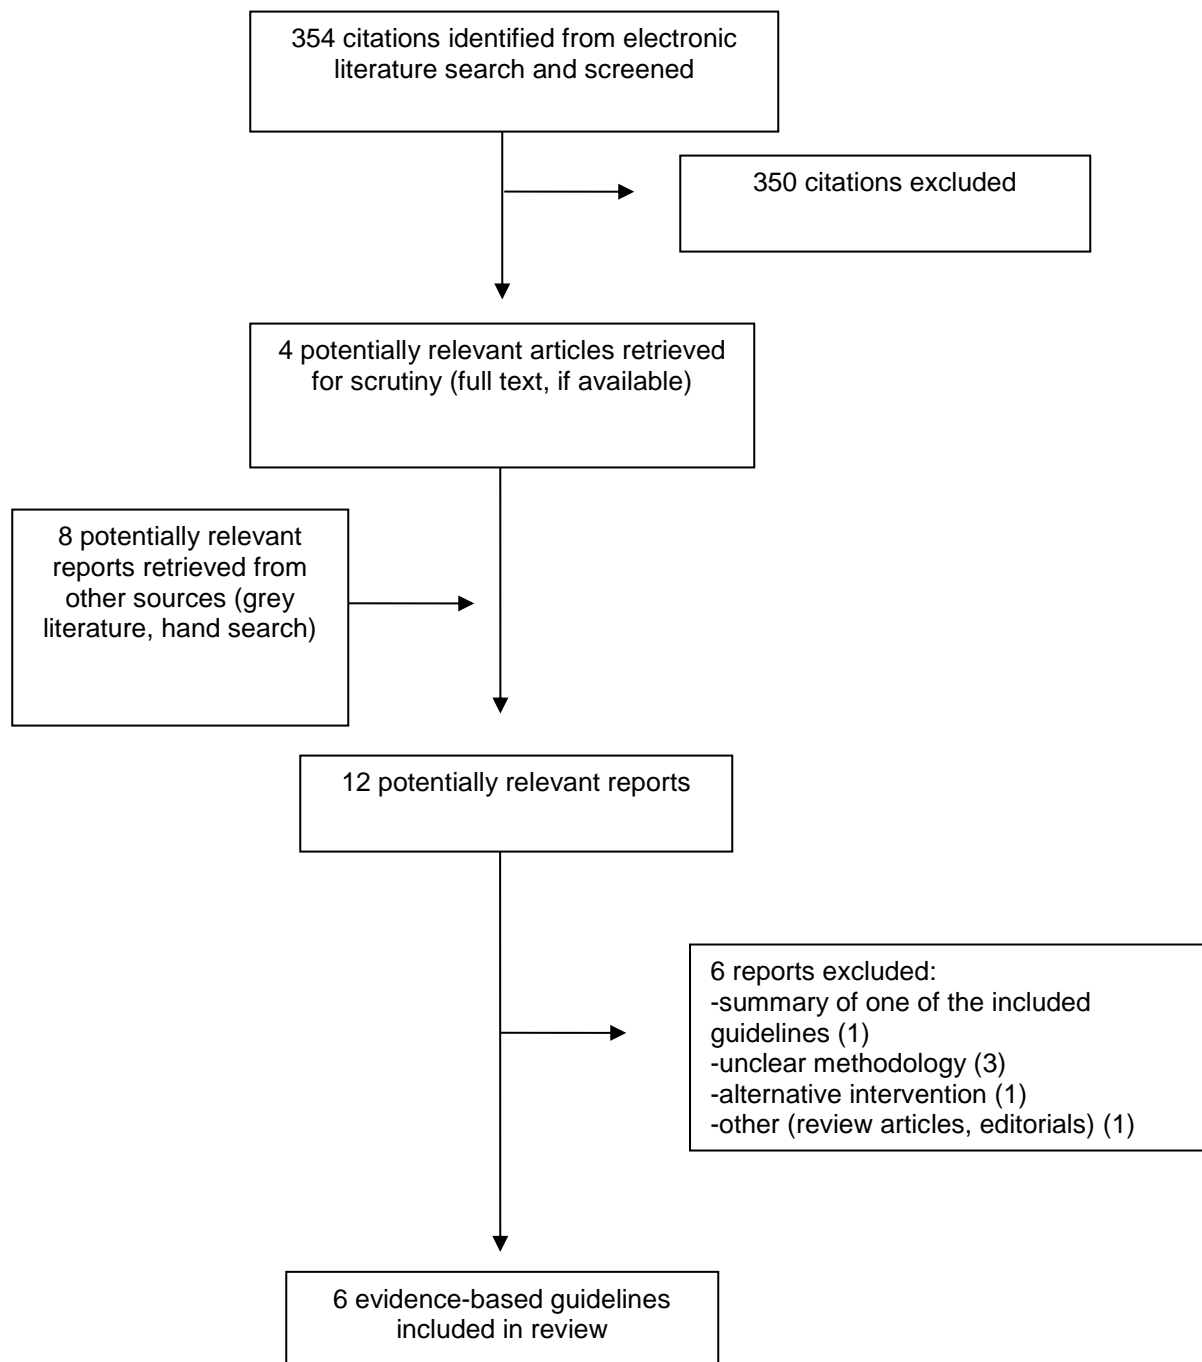 354 citations identified from electronic
literature search and screened
350 citations excluded
4 potentially relevant articles retrieved
for scrutiny (full text, if available)
8 potentially relevant
reports retrieved from
other sources (grey
literature, hand search)
12 potentially relevant reports
6 reports excluded:
-summary of one of the included
guidelines (1)
-unclear methodology (3)
-alternative intervention (1)
-other (review articles, editorials) (1)
6 evidence-based guidelines
included in review